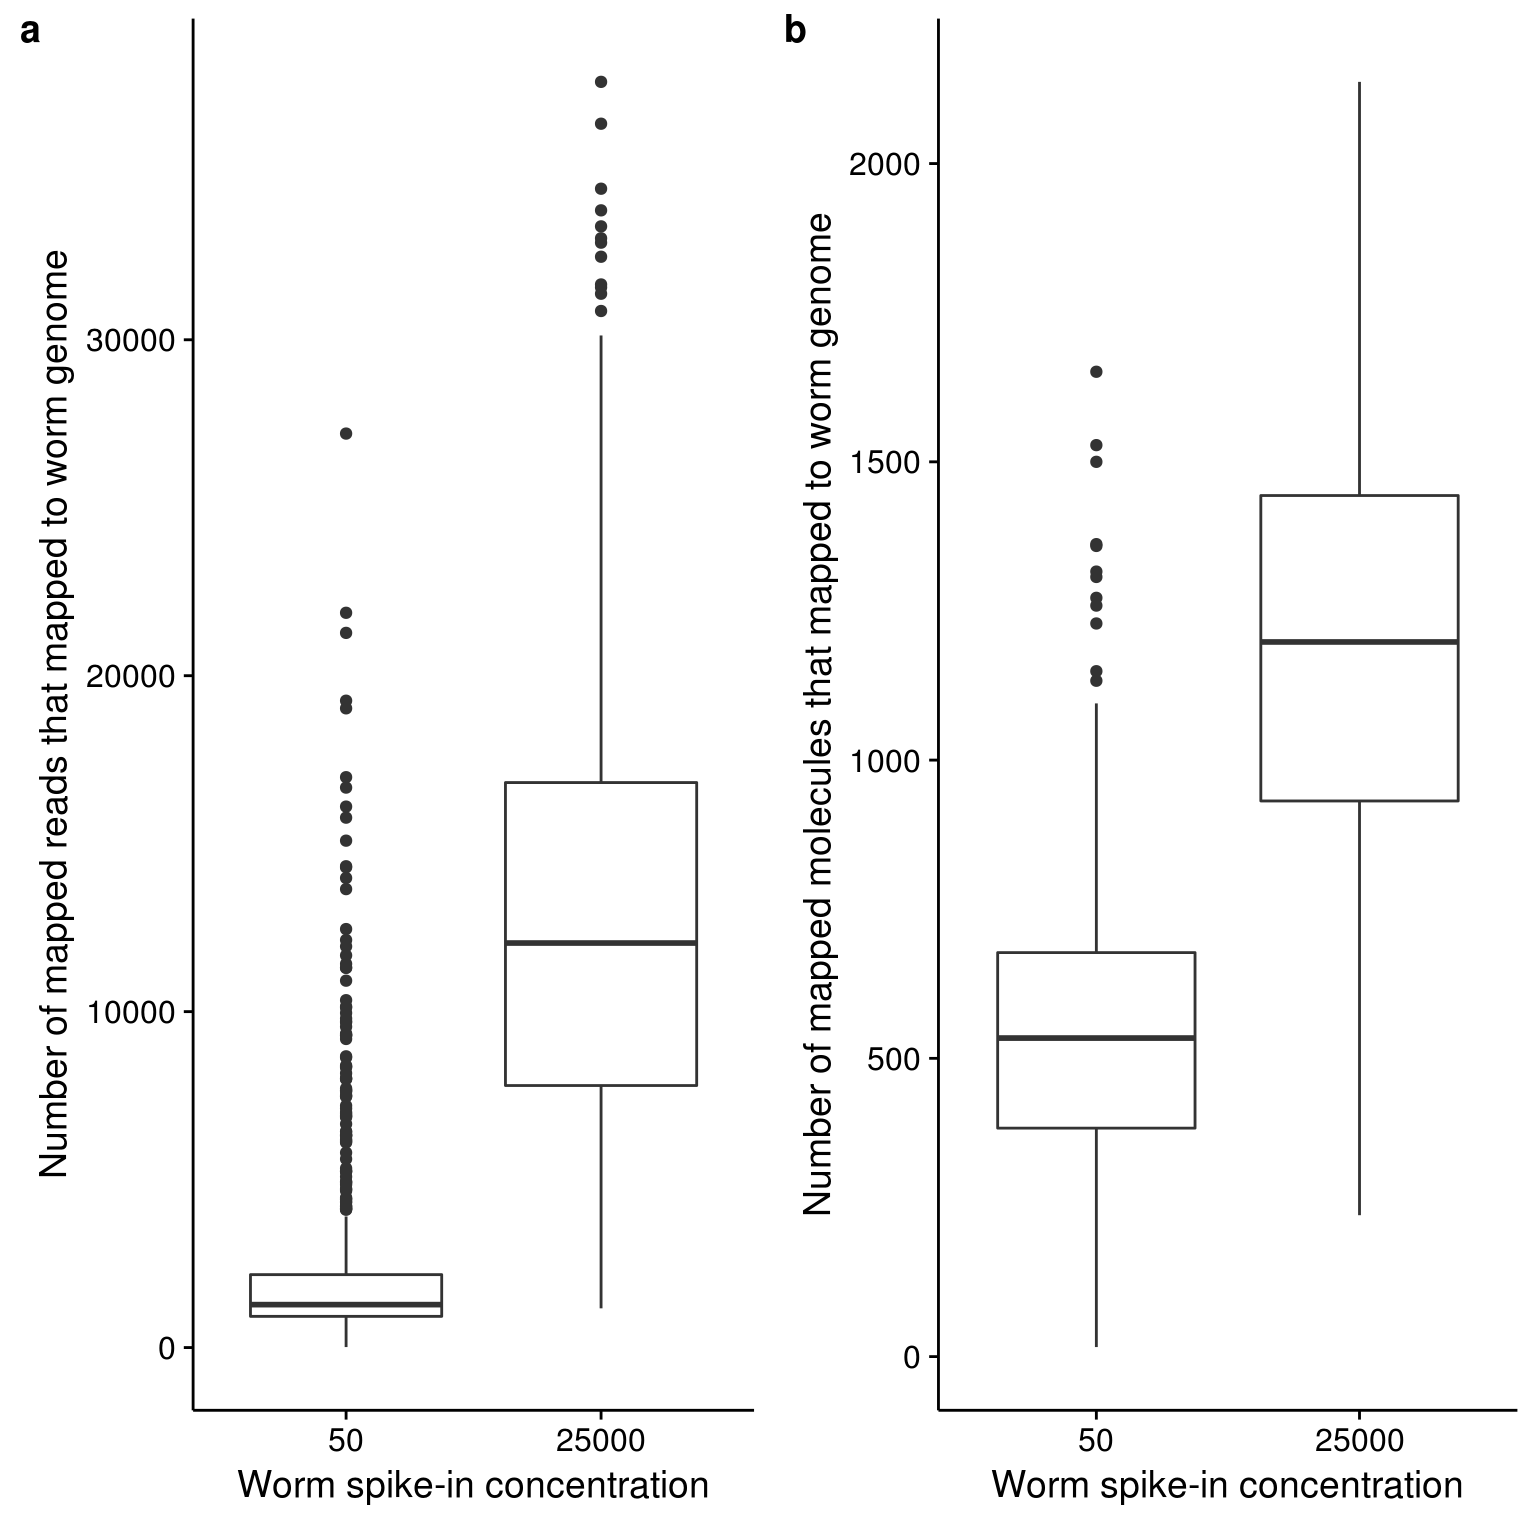 a
Number of mapped reads that mapped to worm genome
30000
20000
10000
0
50 25000
Worm spike-in concentration
b
Number of mapped molecules that mapped to worm genome
2000
1500
1000
500
0
50 25000
Worm spike-in concentration